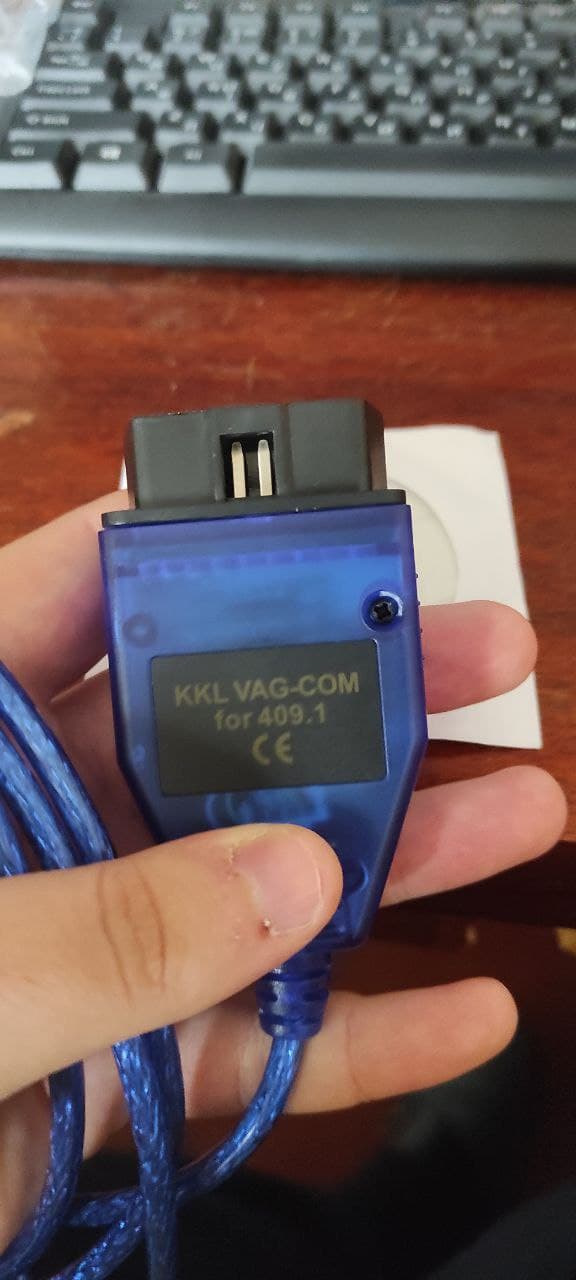 KKL VAG-COM
for 409.1
CE